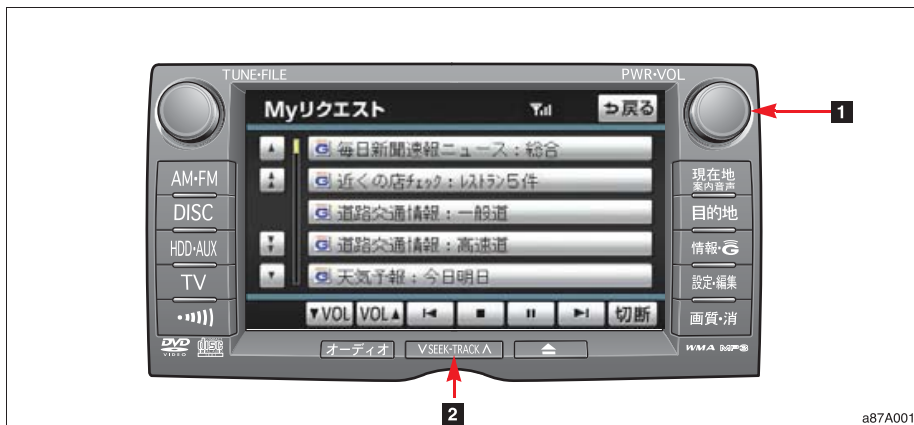 TUNE•FILE
PWR•VOL
Myリクエスト
戻る
1
毎日新聞速報ニュース：総合
近くの店ﾁｪｯｸ：ﾚｽﾄﾗﾝ5件
道路交通情報：一般道
道路交通情報：高速道
天気予報：今日明日
AM•FM
DISC
HDD•AUX
TV
現在地
案内音声
目的地
情報•G
設定•編集
画質•消
▼VOL
VOL▲
切断
DVD
VIDEO
disc
オーディオ
∨SEEK•TRACK∧
WMA MP3
2
a87A001